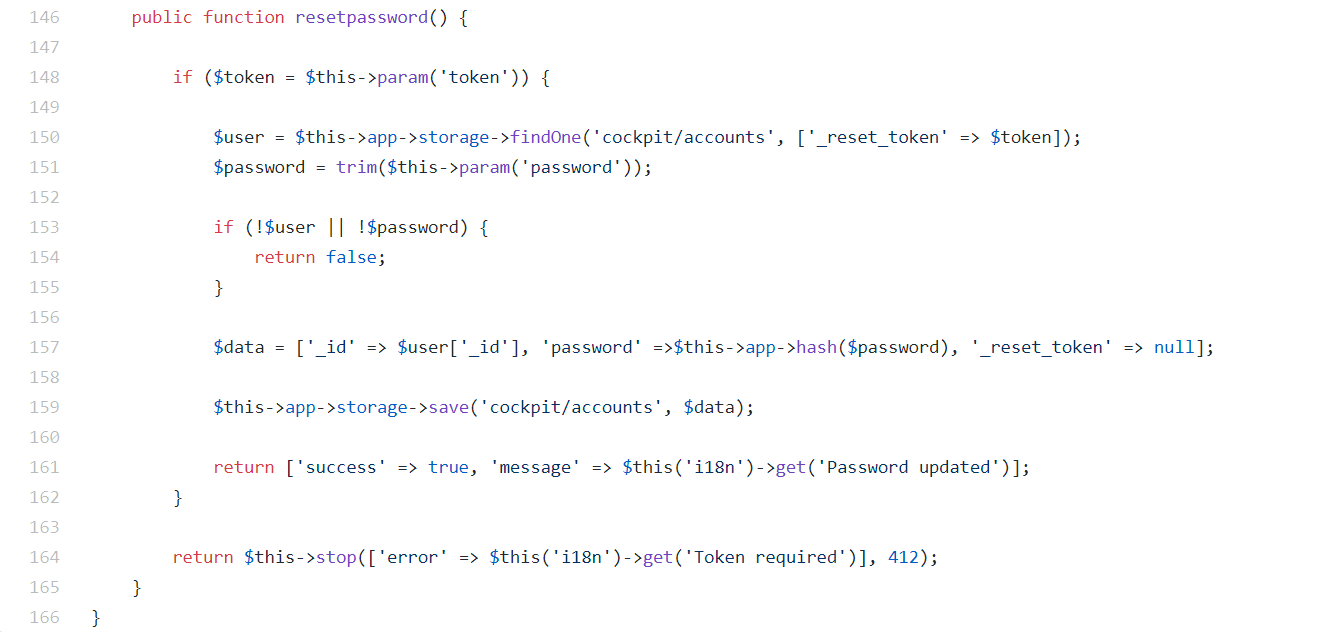 146 public function resetpassword() {
147
148 if ($token = $this->param('token')) {
149
150 $user = $this->app->storage->findOne('cockpit/accounts', ['_reset_token' => $token]);
151 $password = trim($this->param('password'));
152
153 if (!$user || !$password) {
154 return false;
155 }
156
157 $data = ['_id' => $user['_id'], 'password' =>$this->app->hash($password), '_reset_token' => null];
158
159 $this->app->storage->save('cockpit/accounts', $data);
160
161 return ['success' => true, 'message' => $this('i18n')->get('Password updated')];
162 }
163
164 return $this->stop(['error' => $this('i18n')->get('Token required')], 412);
165 }
166 }